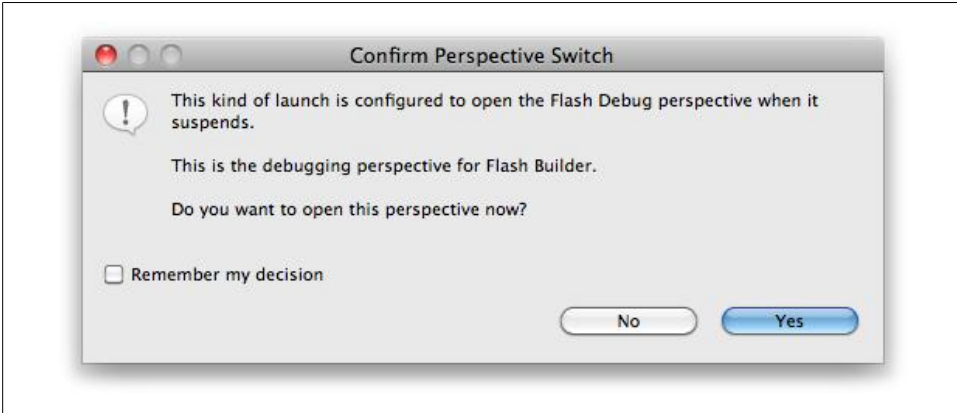 Confirm Perspective Switch
This kind of launch is configured to open the Flash Debug perspective when it
suspends.
This is the debugging perspective for Flash Builder.
Do you want to open this perspective now?
Remember my decision
No
Yes